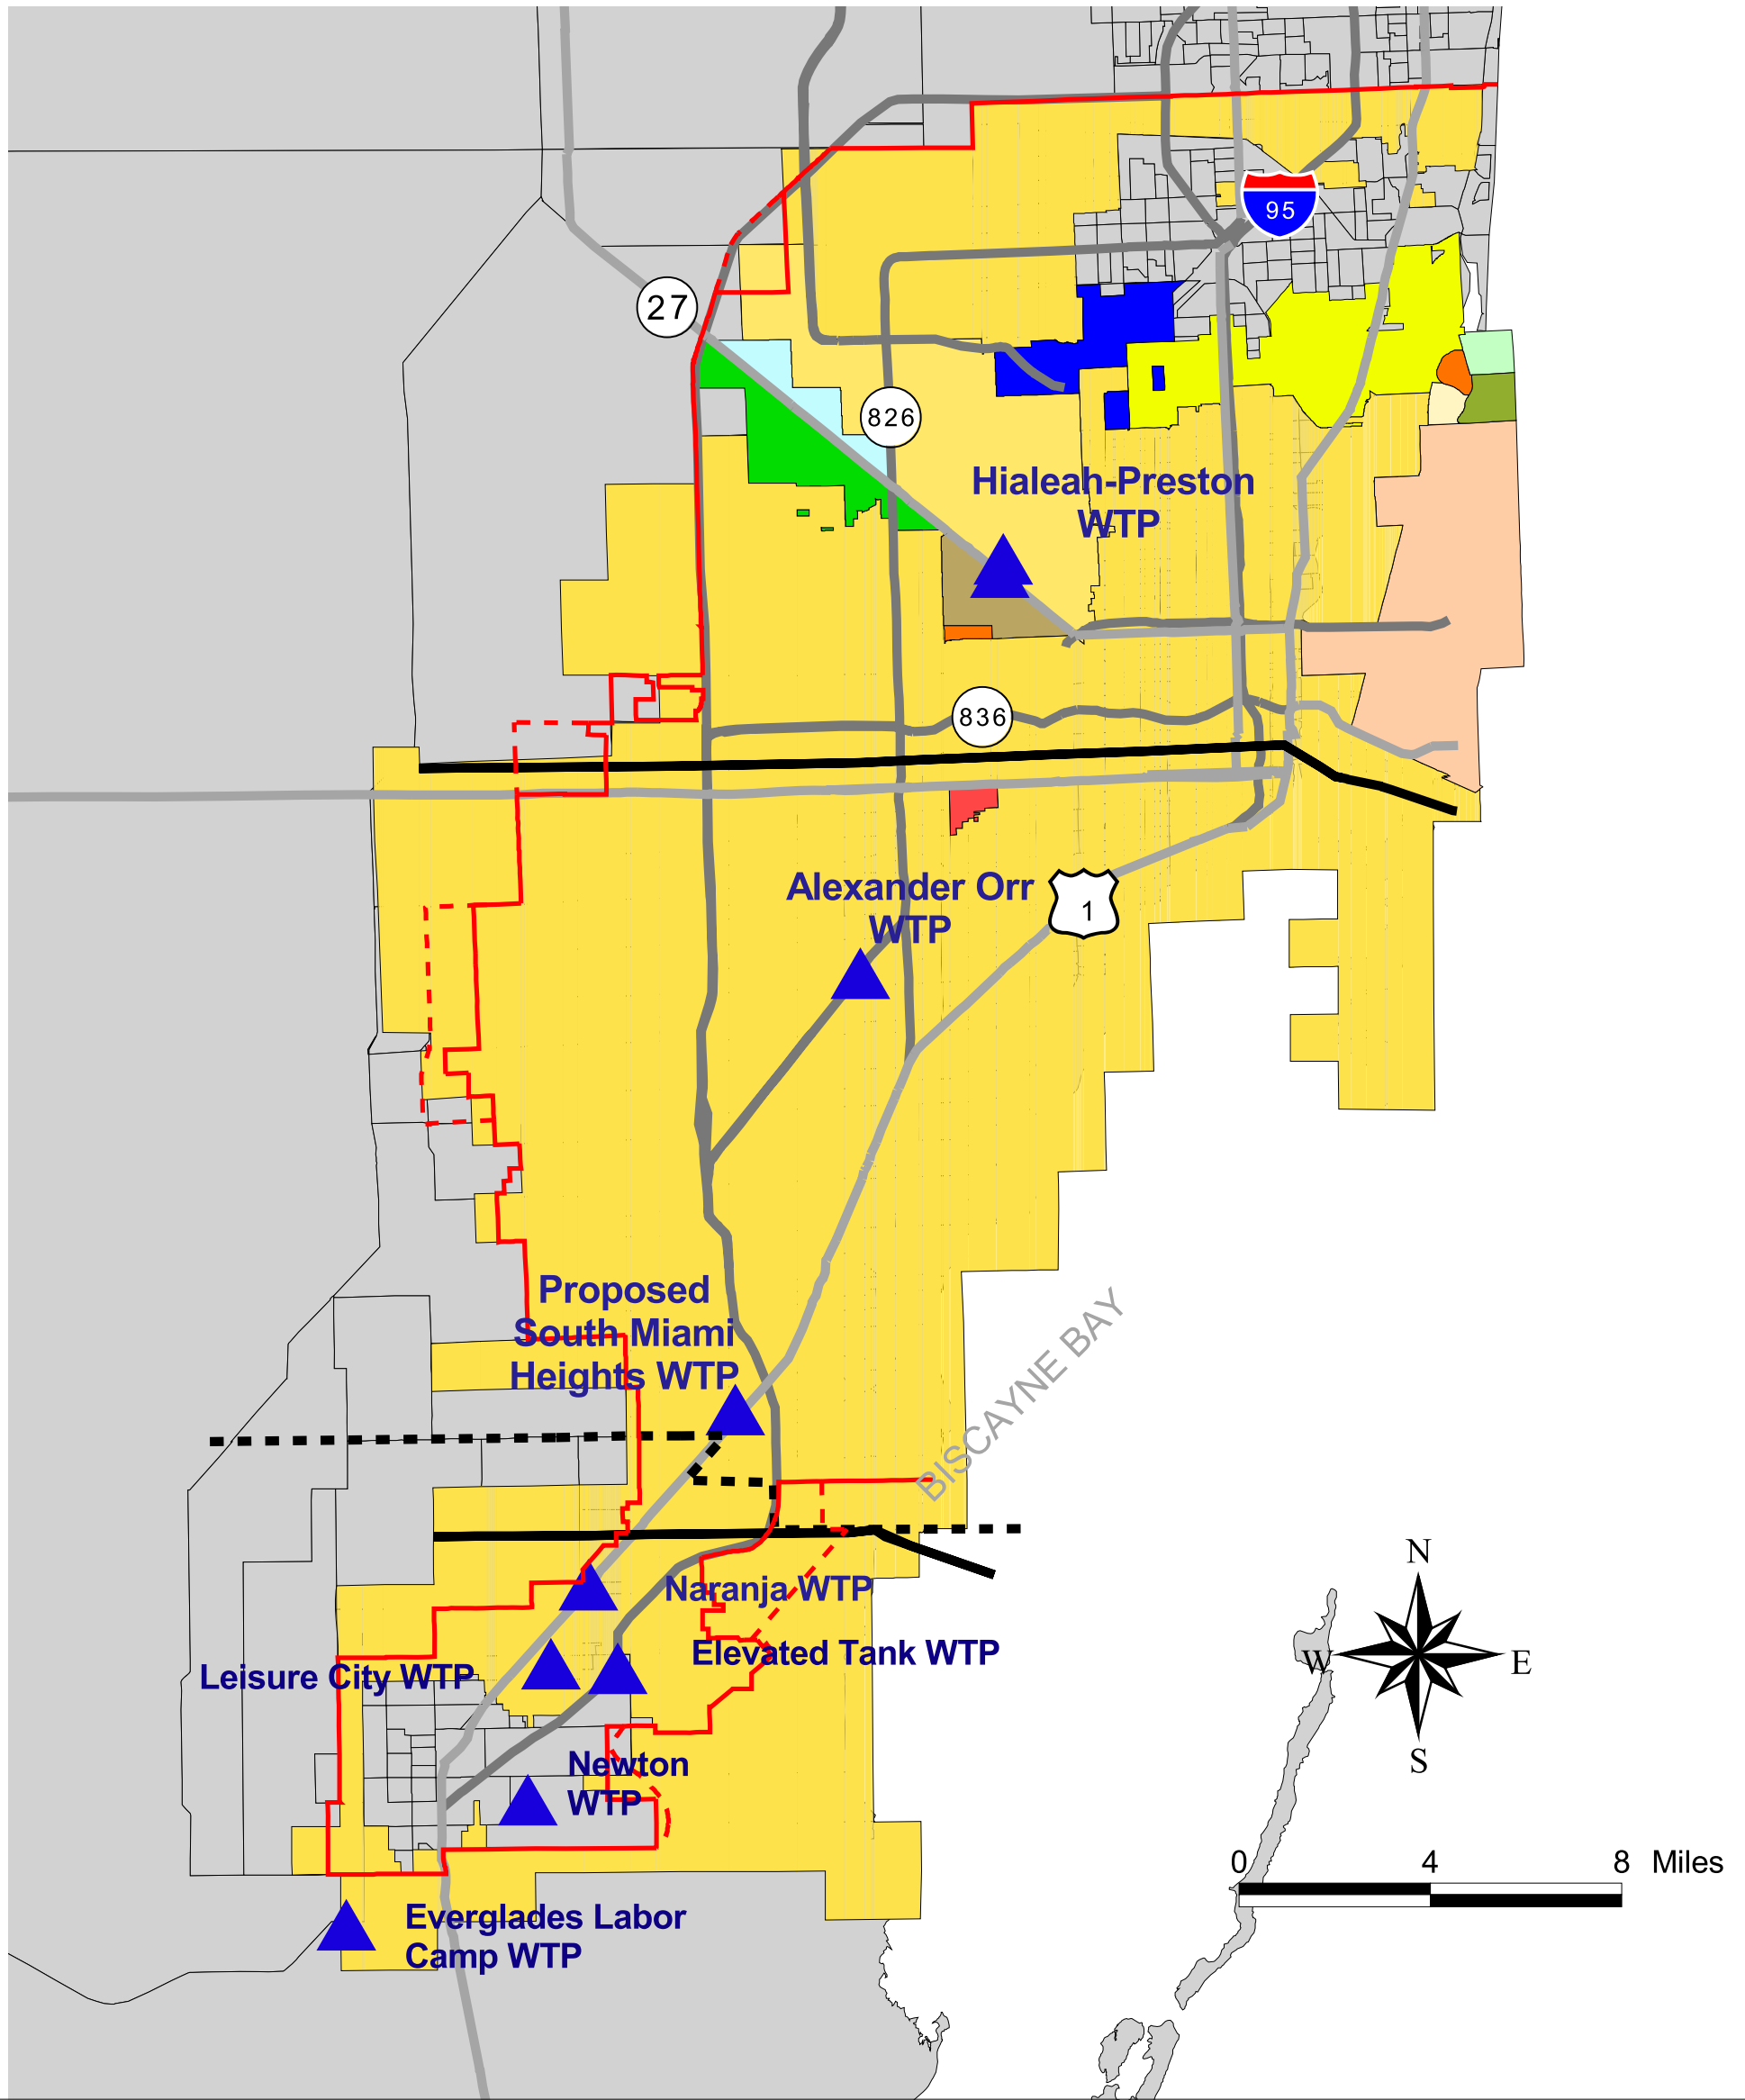 95
27
826
Hialeah-Preston
WTP
836
Alexander Orr
WTP
1
Proposed
South Miami
Heights WTP
BISCAYNE BAY
N
W
E
S
Naranja WTP
Elevated Tank WTP
Leisure City WTP
Newton
WTP
0 4 8 Miles
Everglades Labor
Camp WTP